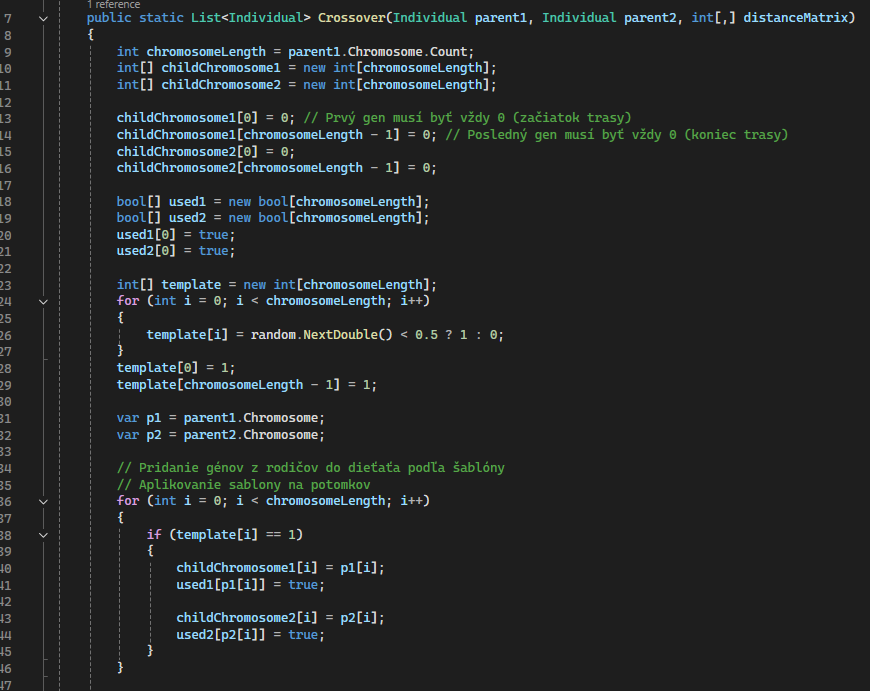 1 reference
7 public static List<Individual> Crossover(Individual parent1, Individual parent2, int[,] distanceMatrix)
8 {
9 int chromosomeLength = parent1.Chromosome.Count;
10 int[] childChromosome1 = new int[chromosomeLength];
11 int[] childChromosome2 = new int[chromosomeLength];
12
13 childChromosome1[0] = 0; // Prvý gen musí byť vždy 0 (začiatok trasy)
14 childChromosome1[chromosomeLength - 1] = 0; // Posledný gen musí byť vždy 0 (koniec trasy)
15 childChromosome2[0] = 0;
16 childChromosome2[chromosomeLength - 1] = 0;
17
18 bool[] used1 = new bool[chromosomeLength];
19 bool[] used2 = new bool[chromosomeLength];
20 used1[0] = true;
21 used2[0] = true;
22
23 int[] template = new int[chromosomeLength];
24 for (int i = 0; i < chromosomeLength; i++)
25 {
26 template[i] = random.NextDouble() < 0.5 ? 1 : 0;
27 }
28 template[0] = 1;
29 template[chromosomeLength - 1] = 1;
30
31 var p1 = parent1.Chromosome;
32 var p2 = parent2.Chromosome;
33
34 // Pridanie génov z rodičov do dieťaťa podľa šablóny
35 // Aplikovanie sablony na potomkov
36 for (int i = 0; i < chromosomeLength; i++)
37 {
38 if (template[i] == 1)
39 {
40 childChromosome1[i] = p1[i];
41 used1[p1[i]] = true;
42
43 childChromosome2[i] = p2[i];
44 used2[p2[i]] = true;
45 }
46 }
47